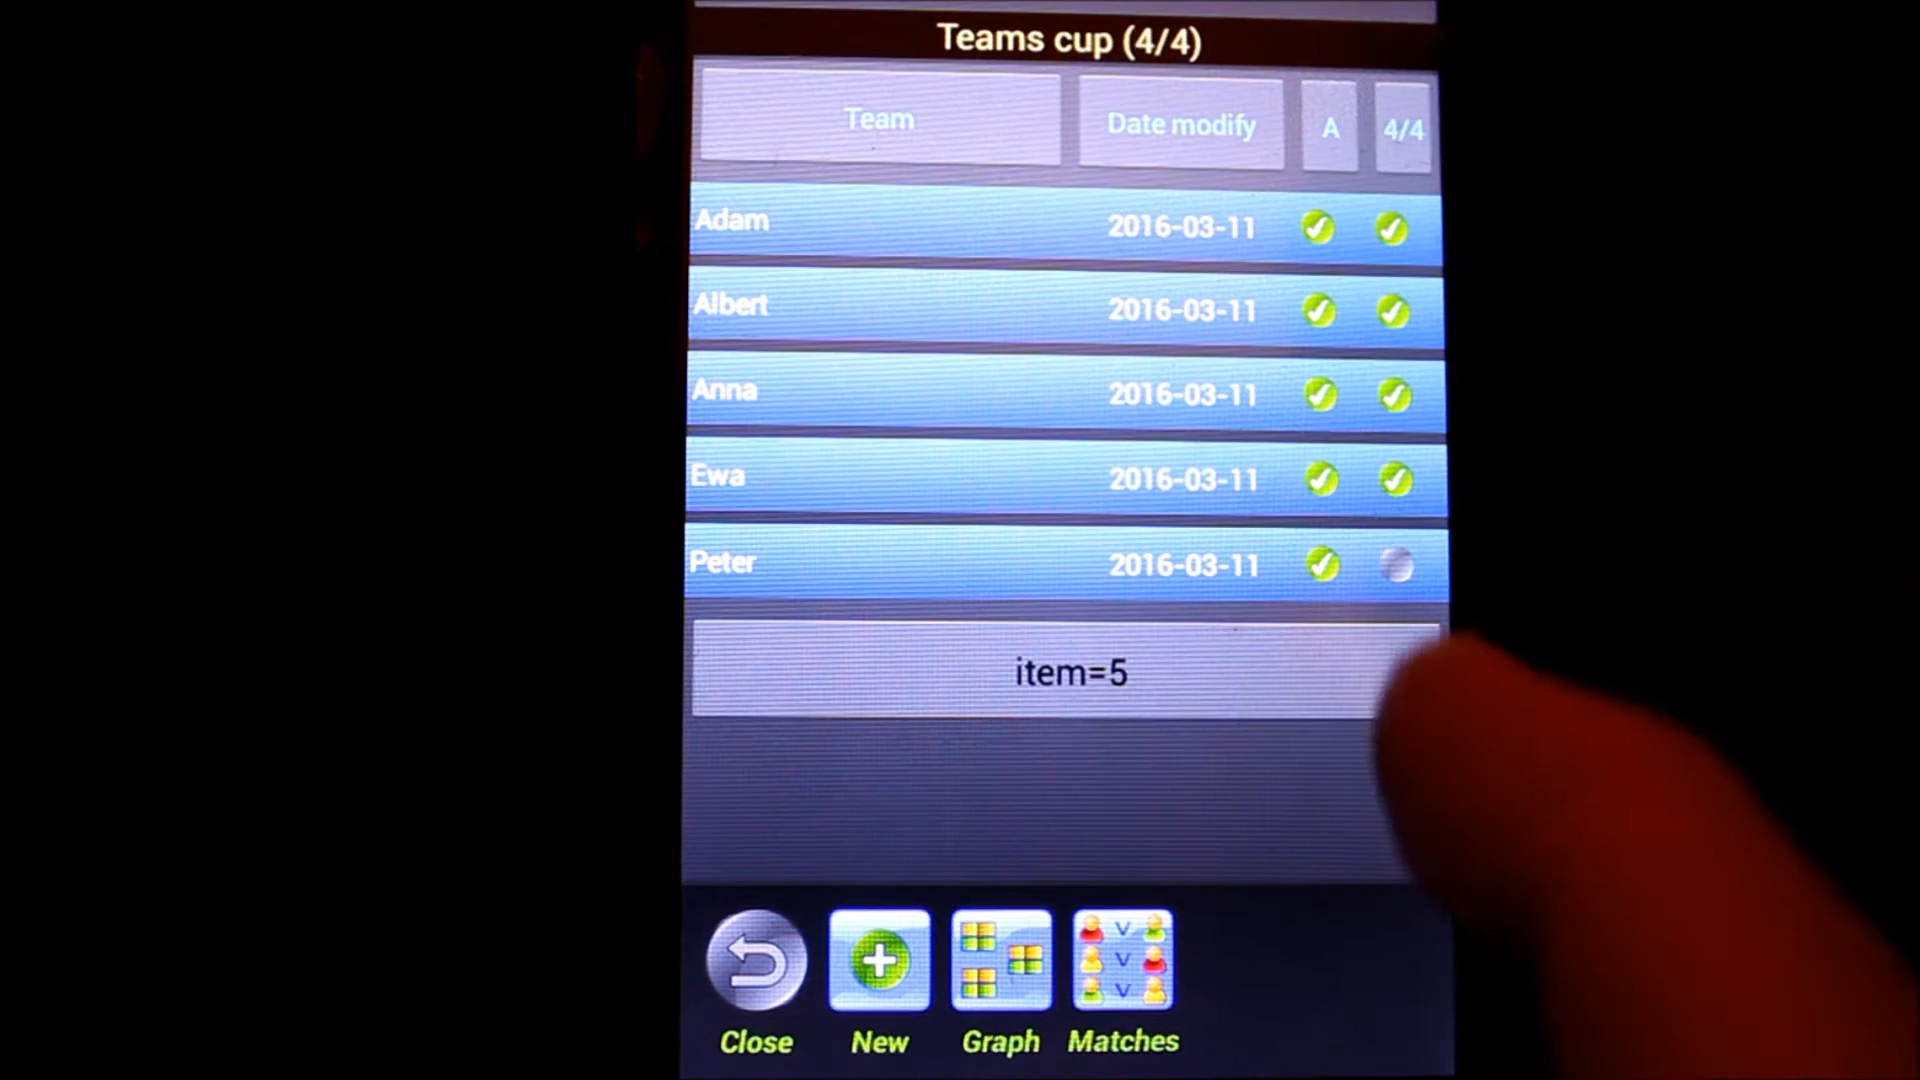 Teams cup (4/4)
Team Date modify A 4/4
Adam 2016-03-11
Albert 2016-03-11
Anna 2016-03-11
Ewa 2016-03-11
Peter 2016-03-11
item=5
V
V
V
Close New Graph Matches